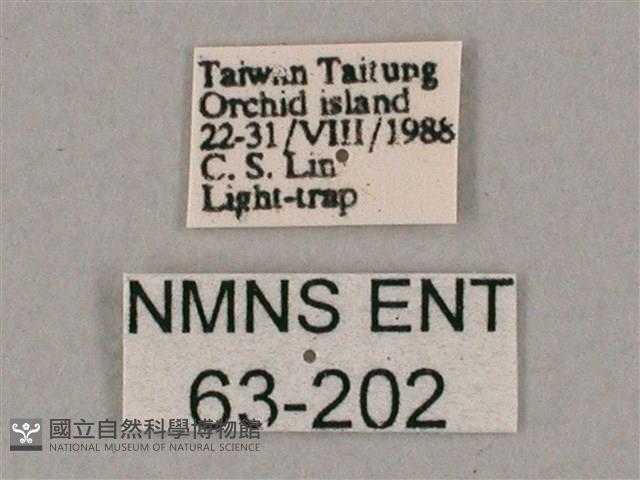 Taiwan Taitung
Orchid island
22-31/VIII/1988
C. S. Lin
Light-trap
NMNS ENT
63-202
國立自然科學博物館
NATIONAL MUSEUM OF NATURAL SCIENCE